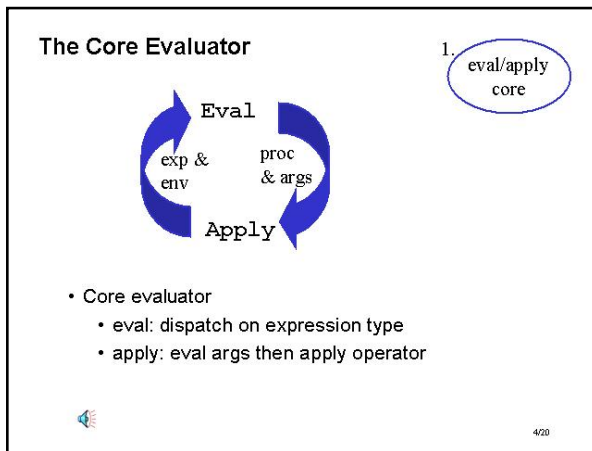 The Core Evaluator
1.
eval/apply
core
Eval
exp &
env
proc
& args
Apply
• Core evaluator
• eval: dispatch on expression type
• apply: eval args then apply operator
4/20